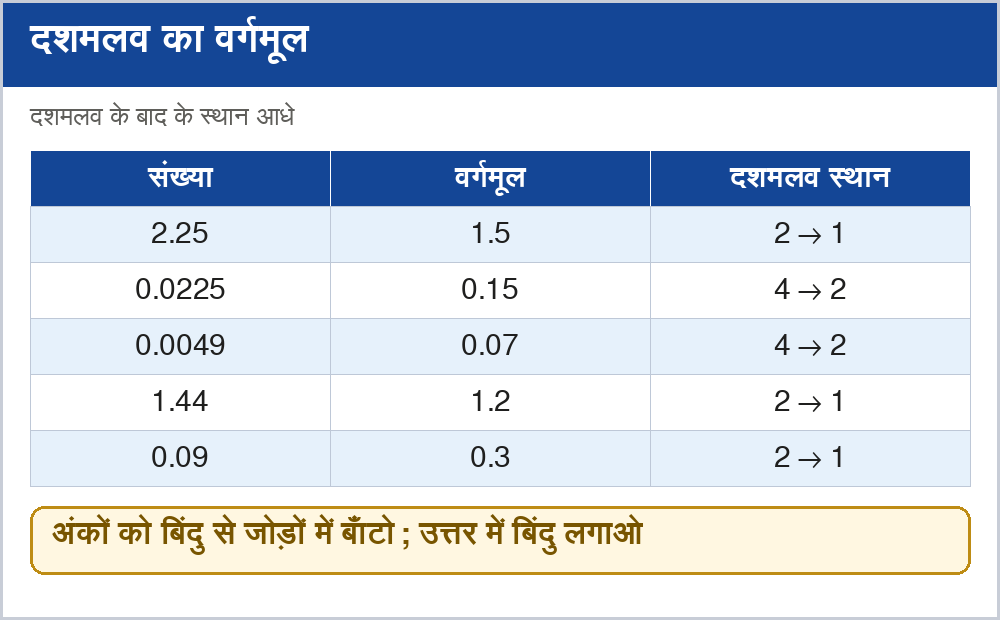 दशमलव का वर्गमूल
दशमलव के बाद के स्थान आधे
संख्या वर्गमूल दशमलव स्थान
2.25 1.5 2 → 1
0.0225 0.15 4 → 2
0.0049 0.07 4 → 2
1.44 1.2 2 → 1
0.09 0.3 2 → 1
अंकों को बिंदु से जोड़ों में बाँटो ; उत्तर में बिंदु लगाओ